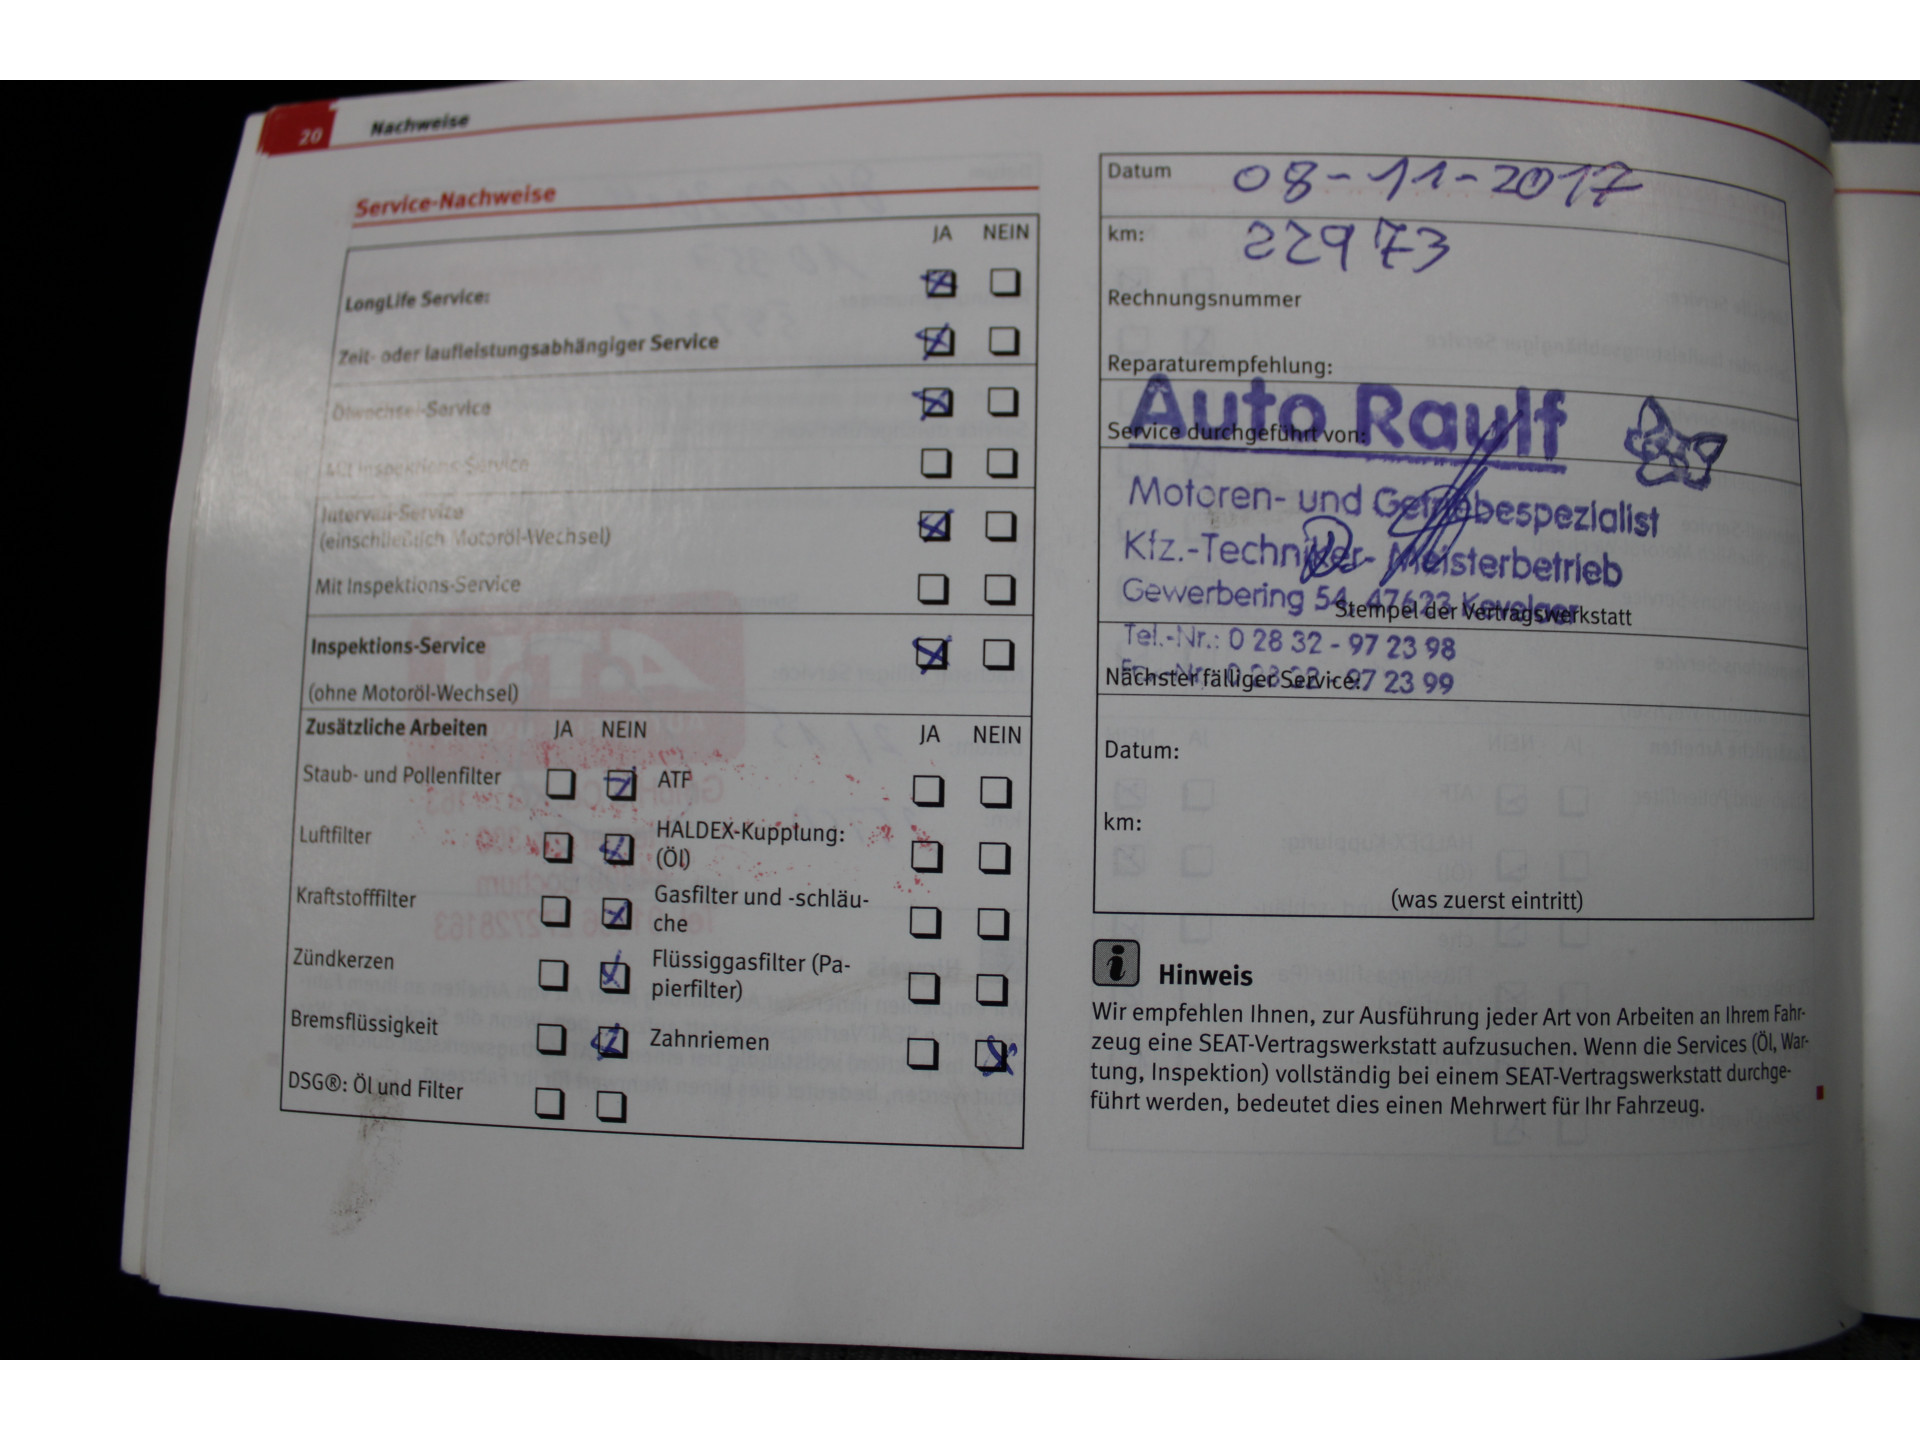 20 Nachweise
Service-Nachweise
JA NEIN
LongLife Service:
Zeit- oder laufleistungsabhängiger Service
Ölwechsel-Service
Mit Inspektions-Service
Intervall-Service
(einschließlich Motoröl-Wechsel)
Mit Inspektions-Service
Inspektions-Service
(ohne Motoröl-Wechsel)
Zusätzliche Arbeiten JA NEIN JA NEIN
Staub- und Pollenfilter ATF
Luftfilter HALDEX-Kupplung:
(Öl)
Kraftstofffilter Gasfilter und -schläu-
che
Zündkerzen Flüssiggasfilter (Pa-
pierfilter)
Bremsflüssigkeit Zahnriemen
DSG®: Öl und Filter
Datum 08-11-2017
km: 22973
Rechnungsnummer
Reparaturempfehlung:
Auto Raulf
Service durchgeführt von:
Motoren- und Getriebespezialist
Kfz.-Techniker- Meisterbetrieb
Gewerbering 54, 47623 Kevelaer
Stempel der Vertragswerkstatt
Tel.-Nr.: 0 28 32 - 97 23 98
Nächster fälliger Service:
97 23 99
Datum:
km:
(was zuerst eintritt)
i Hinweis
Wir empfehlen Ihnen, zur Ausführung jeder Art von Arbeiten an Ihrem Fahr-
zeug eine SEAT-Vertragswerkstatt aufzusuchen. Wenn die Services (Öl, War-
tung, Inspektion) vollständig bei einem SEAT-Vertragswerkstatt durchge-
führt werden, bedeutet dies einen Mehrwert für Ihr Fahrzeug.